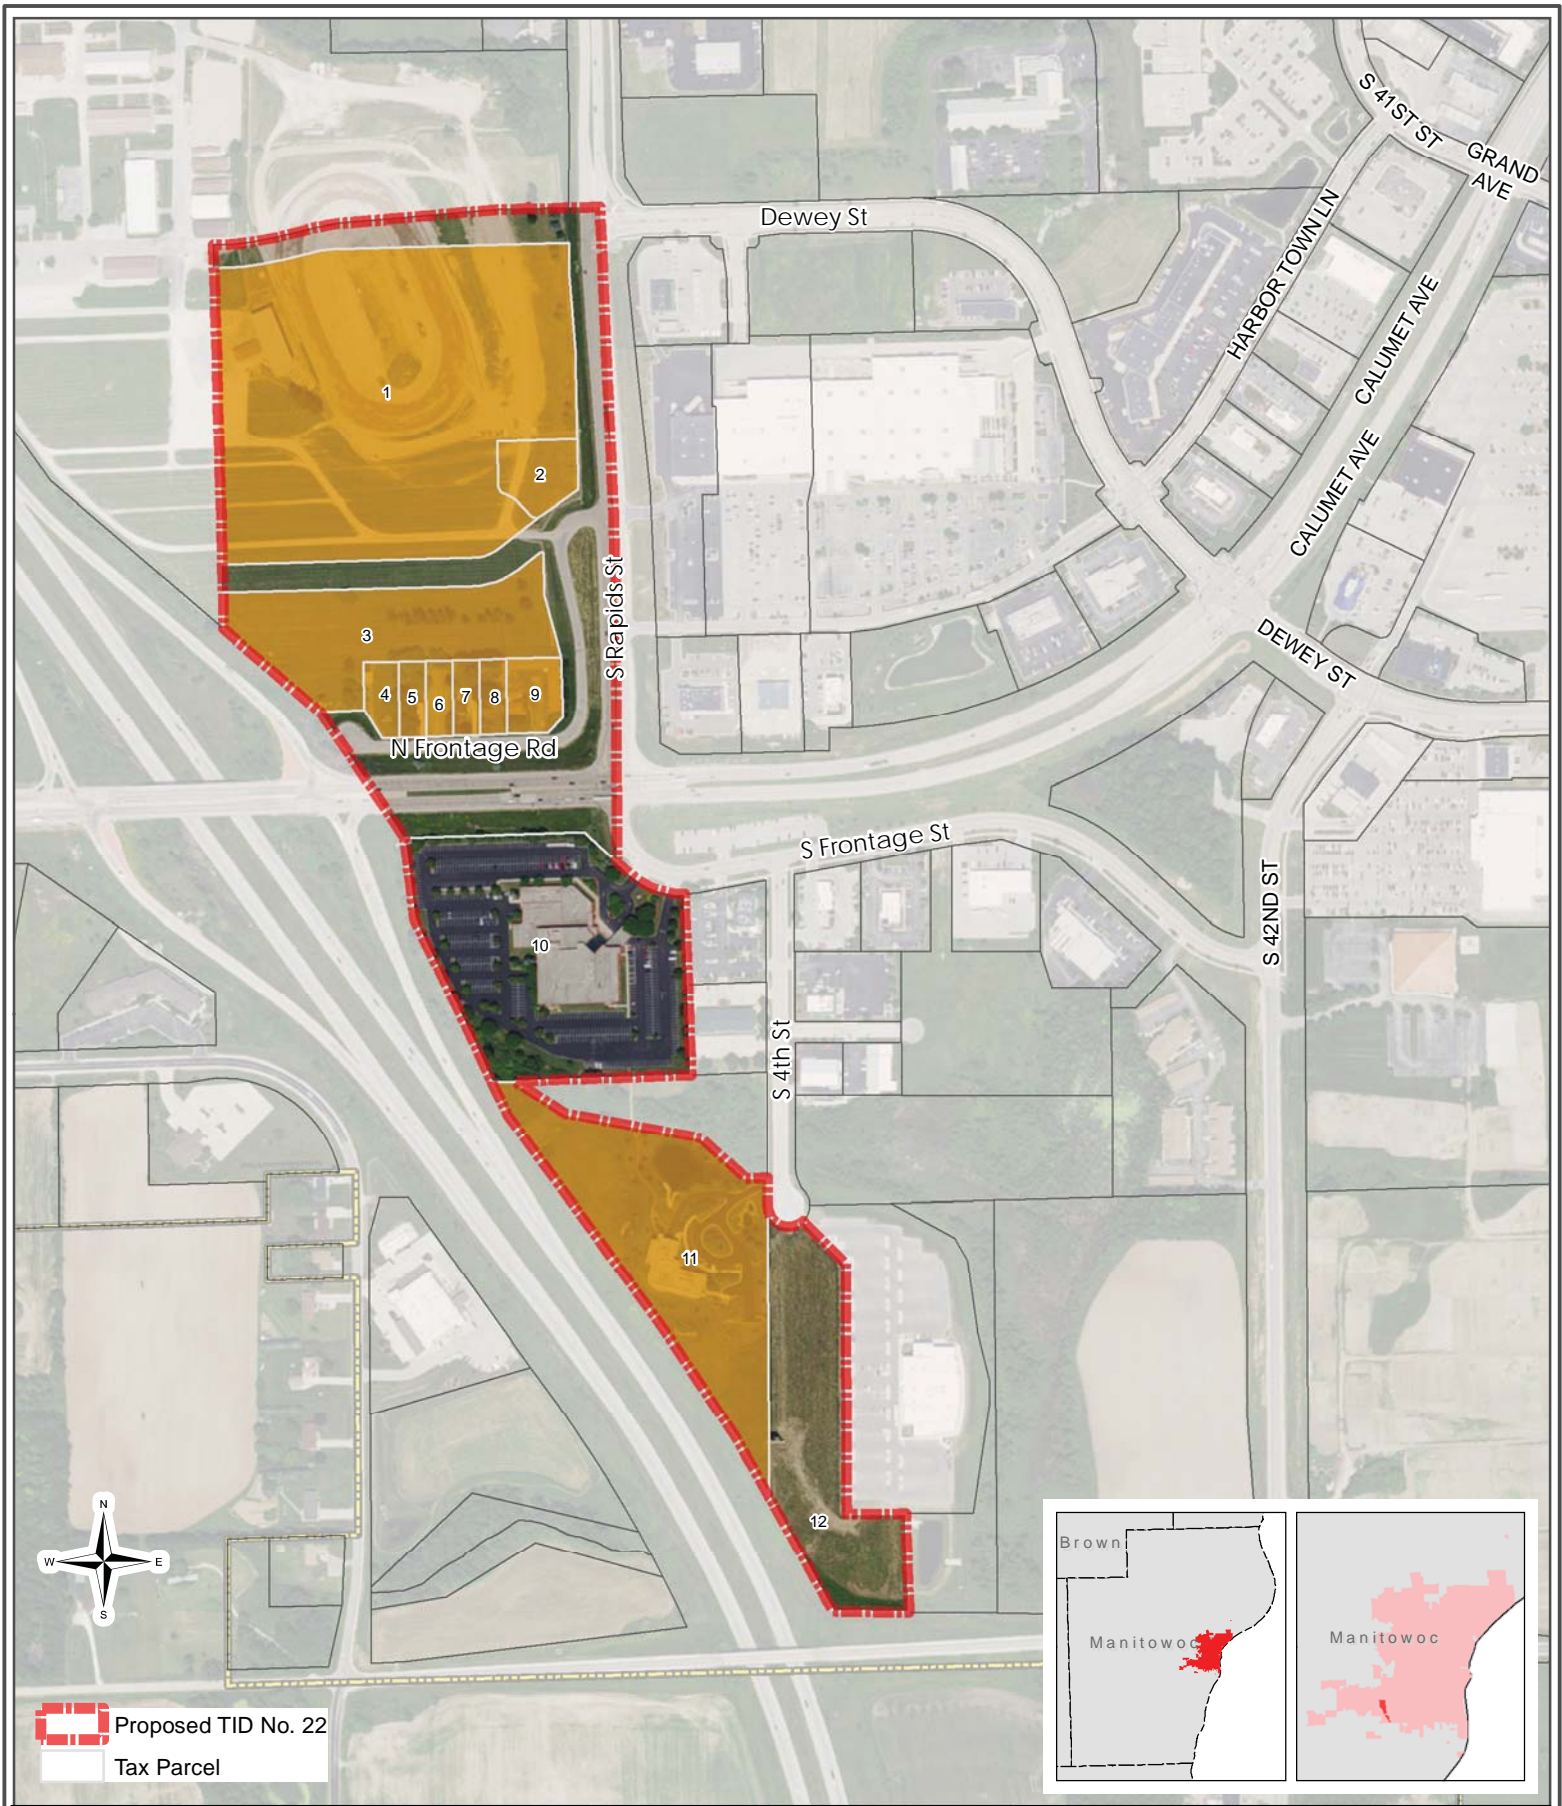 S 41ST ST
GRAND
AVE
Dewey St
HARBOR TOWN LN
CALUMET AVE
1
2
CALUMET AVE
S Rapids St
3
DEWEY ST
4
5
6
7
8
9
N Frontage Rd
S Frontage St
S 42ND ST
10
S 4th St
11
12
N
W
E
S
Brown
Manitowoc
Manitowoc
Proposed TID No. 22
Tax Parcel